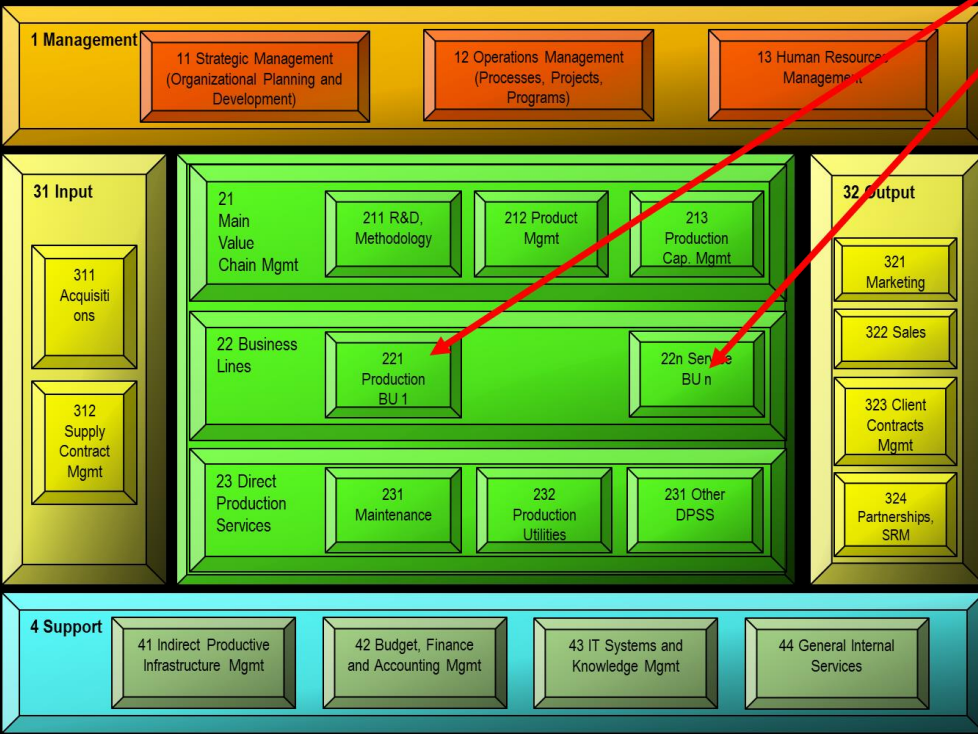 1 Management
11 Strategic Management
(Organizational Planning and
Development)
12 Operations Management
(Processes, Projects,
Programs)
13 Human Resources
Management
31 Input
311
Acquisiti
ons
312
Supply
Contract
Mgmt
21
Main
Value
Chain Mgmt
211 R&D,
Methodology
212 Product
Mgmt
213
Production
Cap. Mgmt
22 Business
Lines
221
Production
BU 1
22n Service
BU n
23 Direct
Production
Services
231
Maintenance
232
Production
Utilities
231 Other
DPSS
32 Output
321
Marketing
322 Sales
323 Client
Contracts
Mgmt
324
Partnerships,
SRM
4 Support
41 Indirect Productive
Infrastructure Mgmt
42 Budget, Finance
and Accounting Mgmt
43 IT Systems and
Knowledge Mgmt
44 General Internal
Services